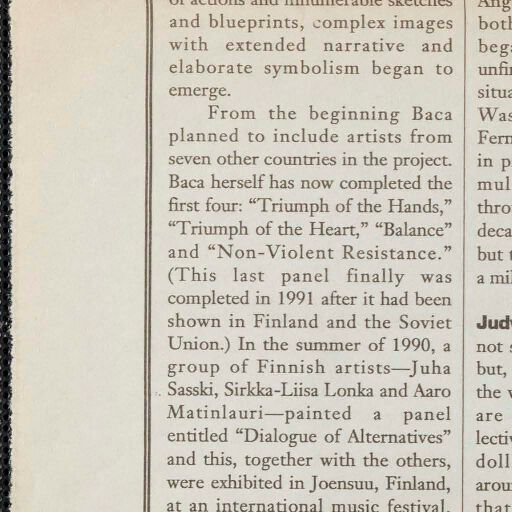 of actions and innumerable sketches
and blueprints, complex images
with extended narrative and
elaborate symbolism began to
emerge.
From the beginning Baca
planned to include artists from
seven other countries in the project.
Baca herself has now completed the
first four: “Triumph of the Hands,”
“Triumph of the Heart,” “Balance”
and “Non-Violent Resistance.”
(This last panel finally was
completed in 1991 after it had been
shown in Finland and the Soviet
Union.) In the summer of 1990, a
group of Finnish artists—Juha
Sasski, Sirkka-Liisa Lonka and Aaro
Matinlauri—painted a panel
entitled “Dialogue of Alternatives”
and this, together with the others,
were exhibited in Joensuu, Finland,
at an international music festival.
Ang
both
bega
unfi
situa
Was
Fern
in p
mul
thro
deca
but t
a mi
Judy
not s
but,
the v
are
lectiv
doll
arou
that